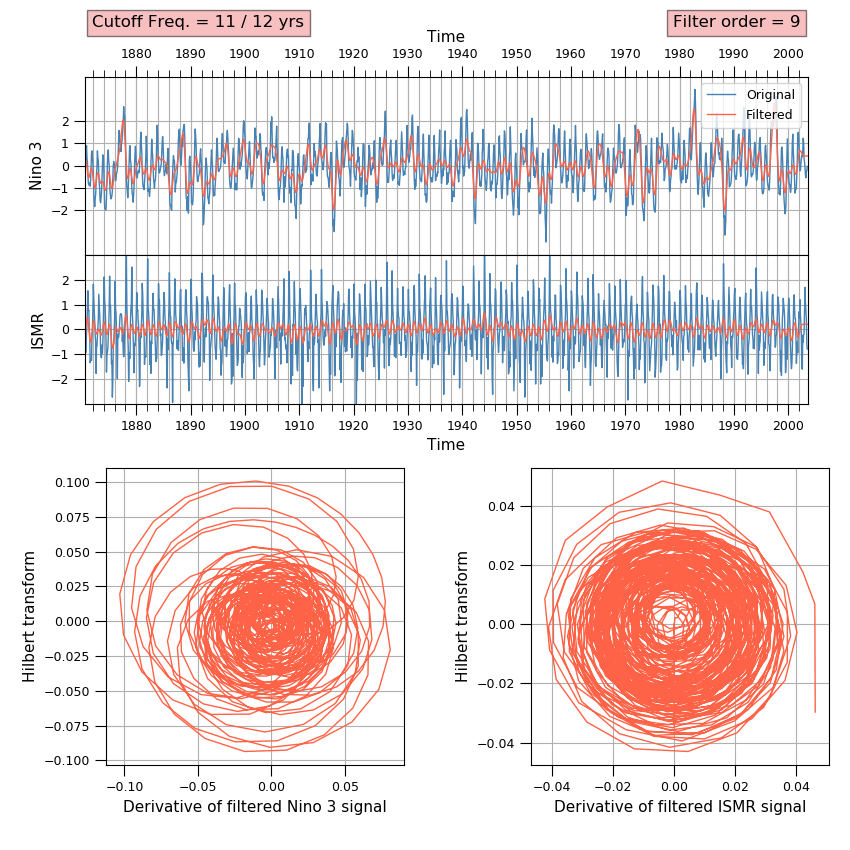 Cutoff Freq. = 11 / 12 yrs
Filter order = 9
Time
1880 1890 1900 1910 1920 1930 1940 1950 1960 1970 1980 1990 2000
Original
Filtered
Nino 3
2
1
0
−1
−2
ISMR
2
1
0
−1
−2
1880 1890 1900 1910 1920 1930 1940 1950 1960 1970 1980 1990 2000
Time
Hilbert transform
0.100
0.075
0.050
0.025
0.000
−0.025
−0.050
−0.075
−0.100
−0.10 −0.05 0.00 0.05
Derivative of filtered Nino 3 signal
Hilbert transform
0.04
0.02
0.00
−0.02
−0.04
−0.04 −0.02 0.00 0.02 0.04
Derivative of filtered ISMR signal